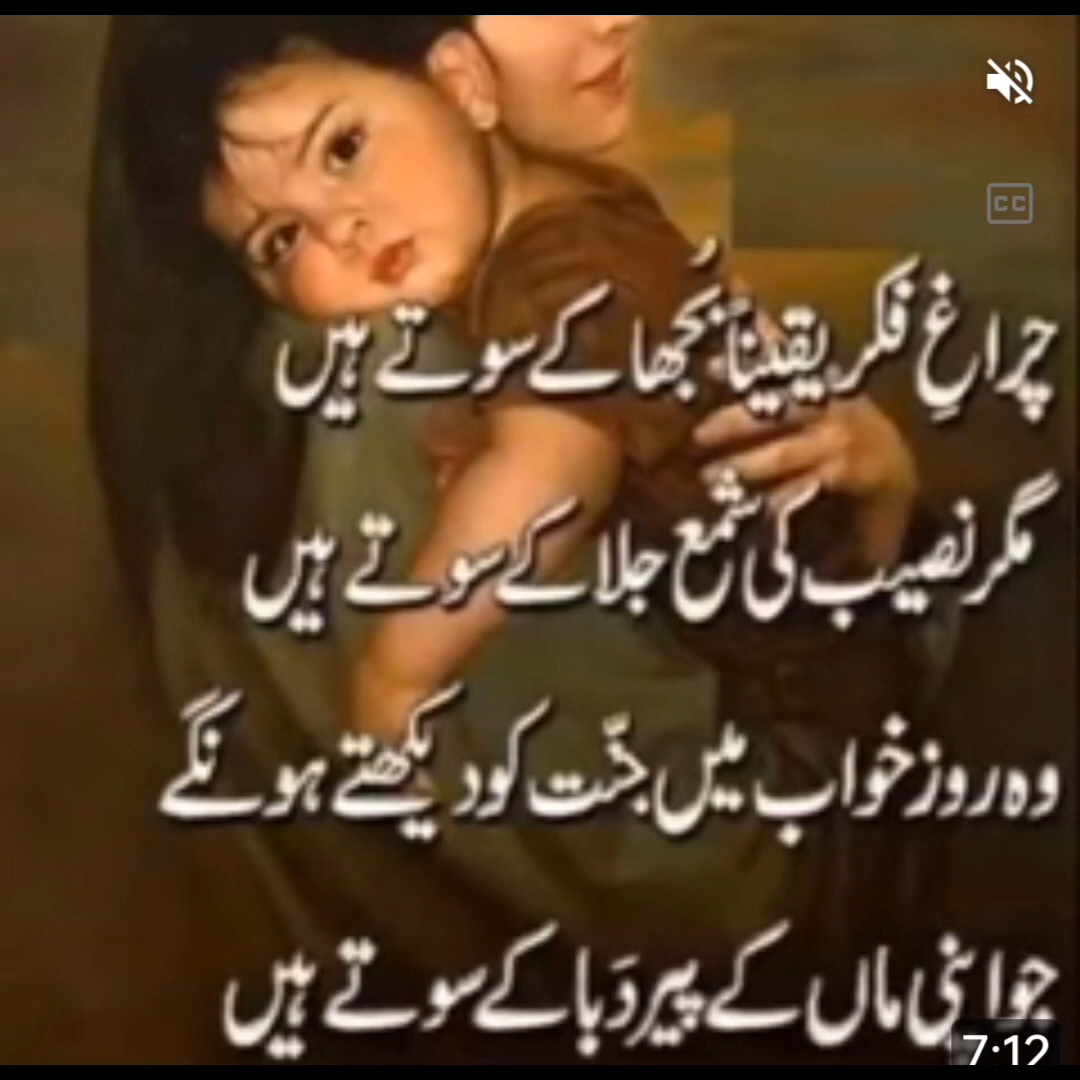 CC
چراغِ فکر یقیناً بُجھا کے سوتے ہیں
مگر نصیب کی شمع جلا کے سوتے ہیں
وہ روز خواب میں جنّت کو دیکھتے ہونگے
جو اپنی ماں کے پیر دَبا کے سوتے ہیں
7:12